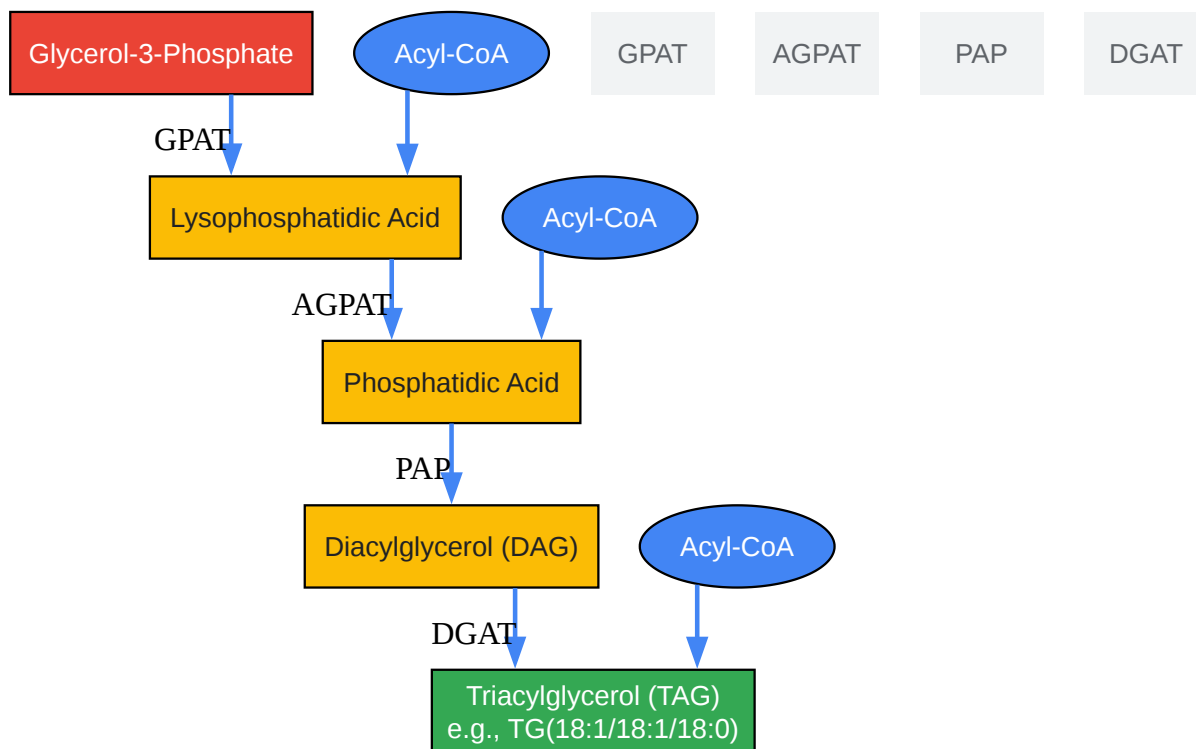 Glycerol-3-Phosphate
Acyl-CoA
GPAT
AGPAT
PAP
DGAT
GPAT
Lysophosphatidic Acid
Acyl-CoA
AGPAT
Phosphatidic Acid
PAP
Diacylglycerol (DAG)
Acyl-CoA
DGAT
Triacylglycerol (TAG)
e.g., TG(18:1/18:1/18:0)